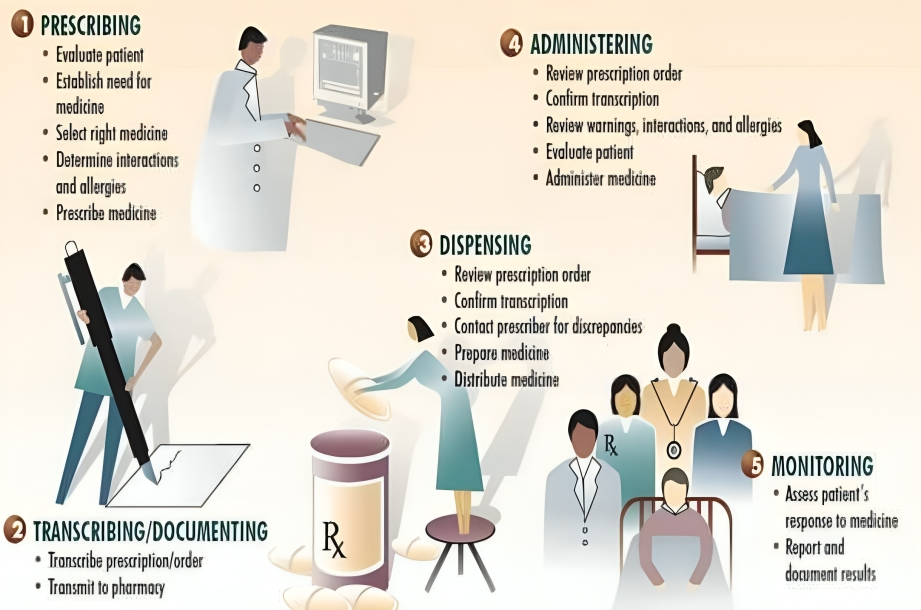 1 PRESCRIBING
• Evaluate patient
• Establish need for
medicine
• Select right medicine
• Determine interactions
and allergies
• Prescribe medicine
2 TRANSCRIBING/DOCUMENTING
• Transcribe prescription/order
• Transmit to pharmacy
3 DISPENSING
• Review prescription order
• Confirm transcription
• Contact prescriber for discrepancies
• Prepare medicine
• Distribute medicine
Rx
4 ADMINISTERING
• Review prescription order
• Confirm transcription
• Review warnings, interactions, and allergies
• Evaluate patient
• Administer medicine
Rx
5 MONITORING
• Assess patient's
response to medicine
• Report and
document results